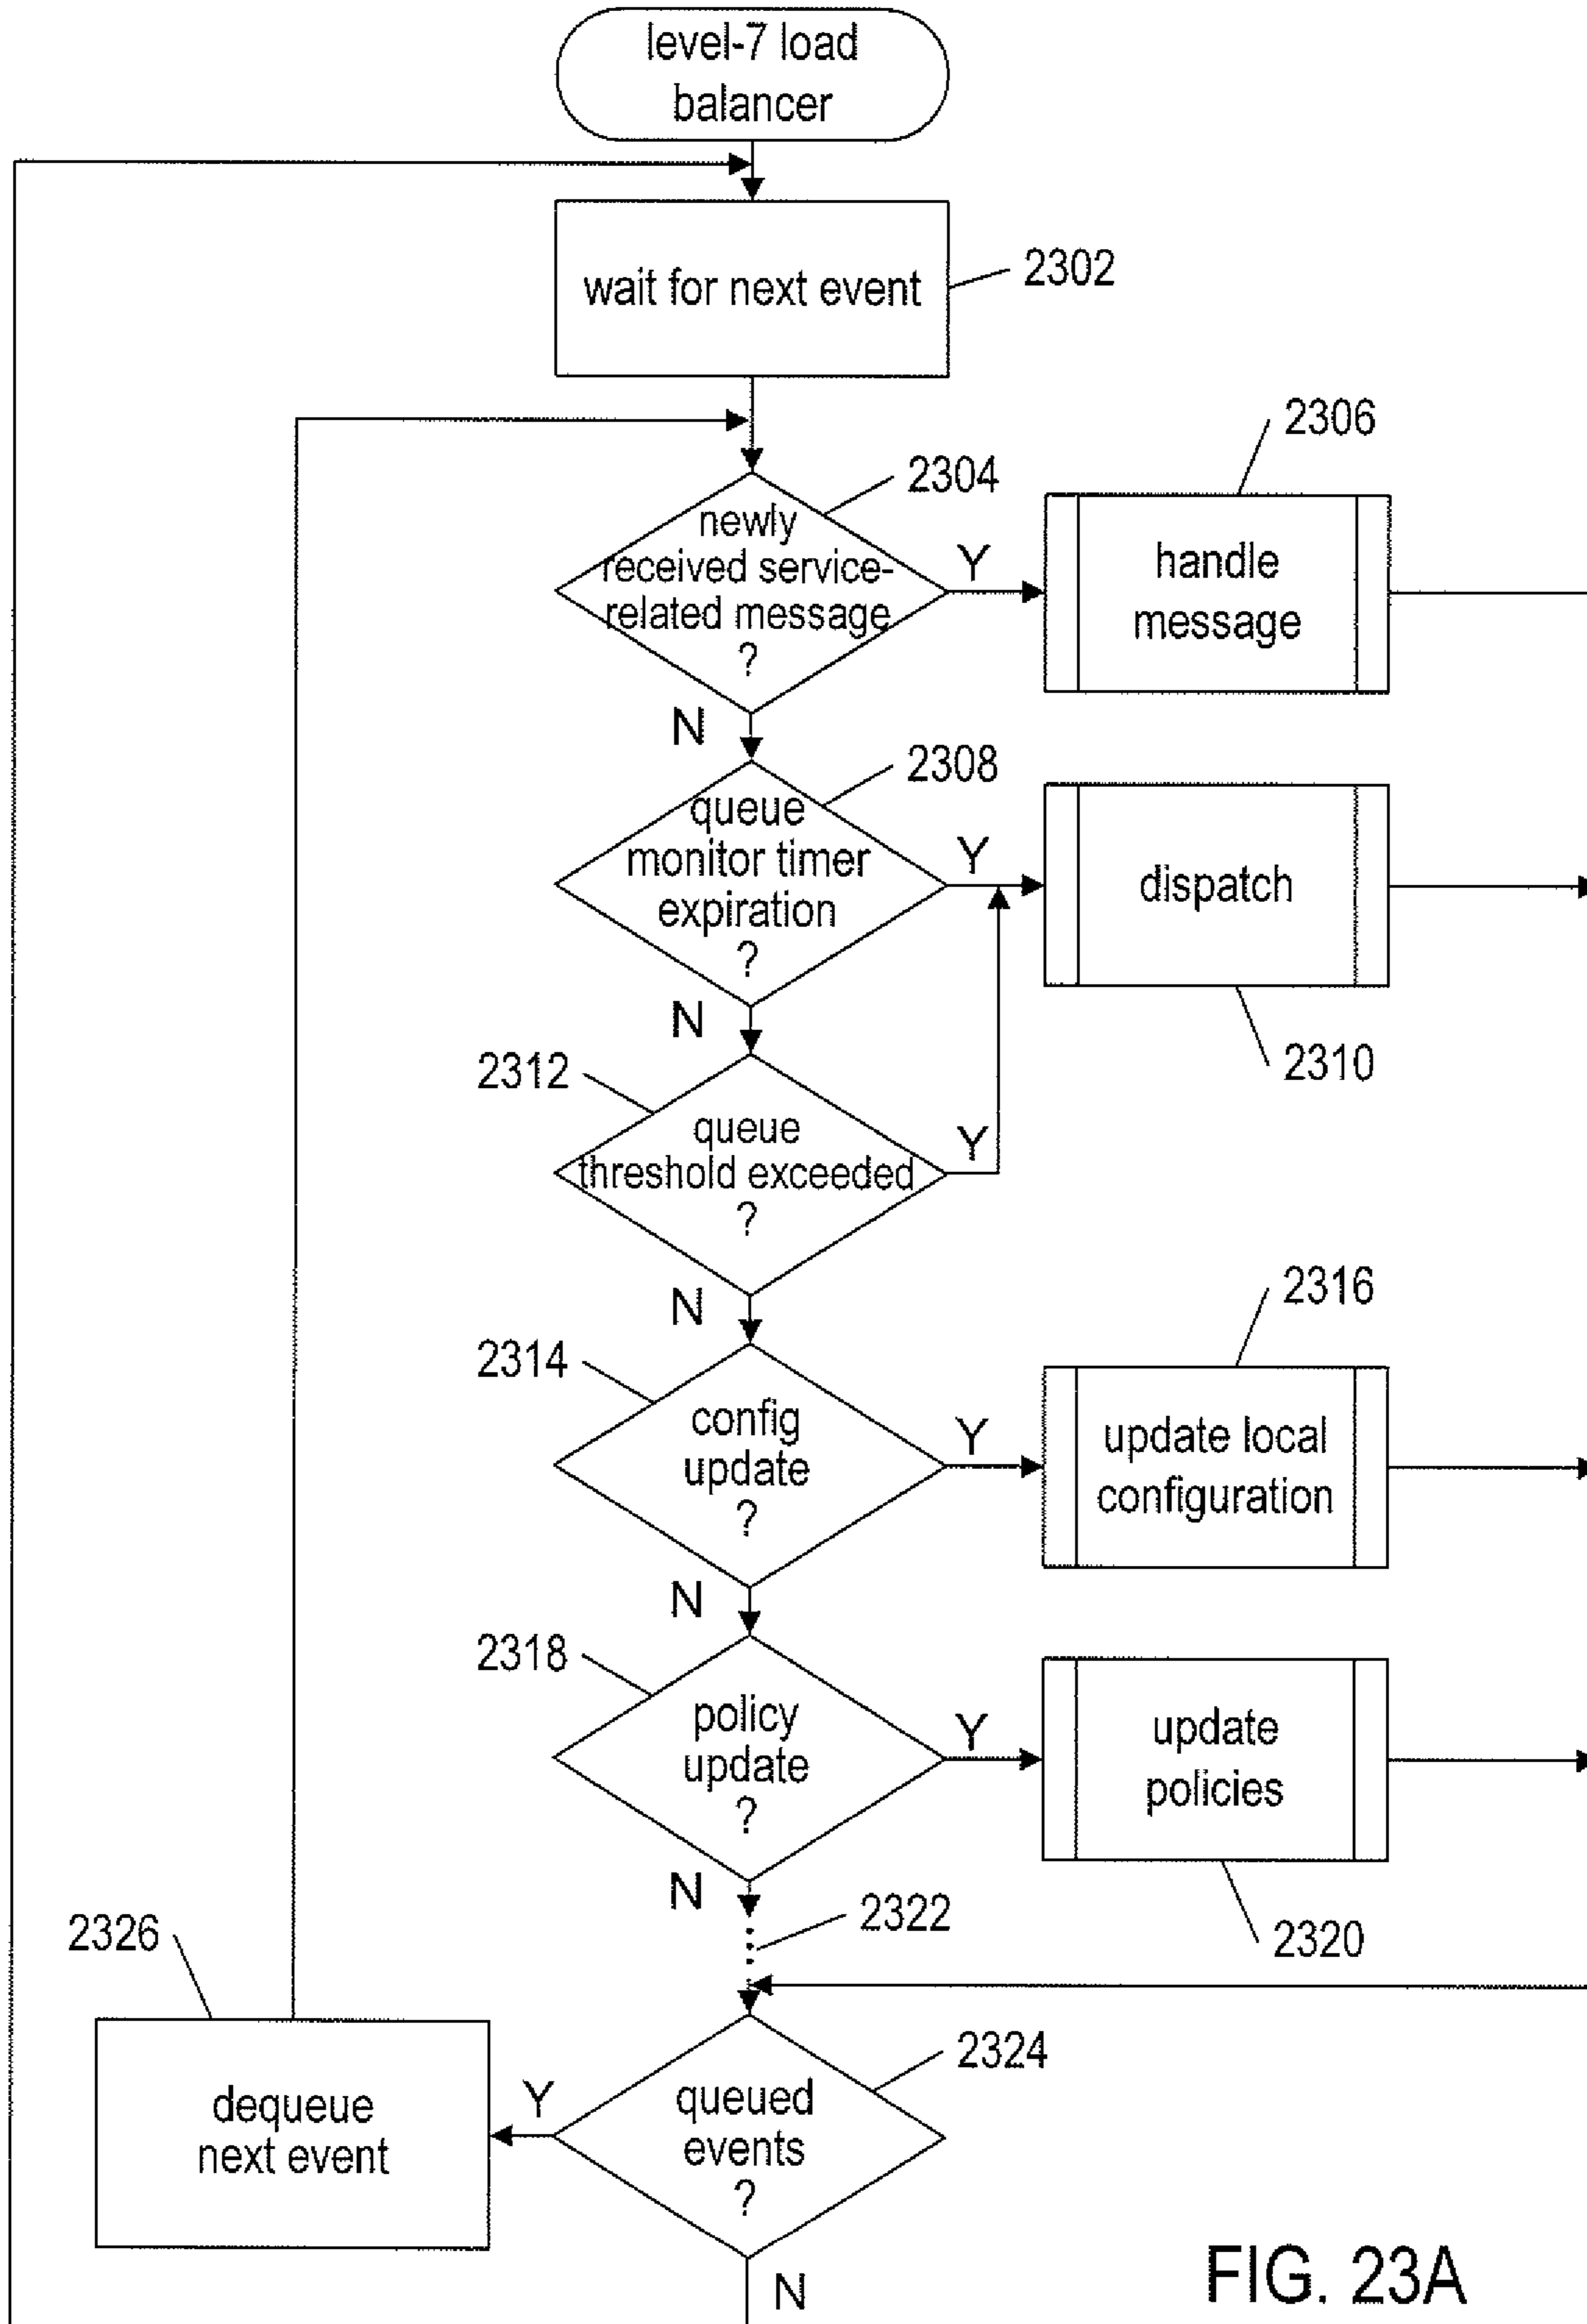 level-7 load
balancer
wait for next event
2302
2304
newly
received service-
related message
?
Y
N
2306
handle
message
2308
queue
monitor timer
expiration
?
Y
N
dispatch
2310
2312
queue
threshold exceeded
?
Y
N
2314
config
update
?
Y
N
2316
update local
configuration
2318
policy
update
?
Y
N
update
policies
2320
2322
2326
dequeue
next event
Y
2324
queued
events
?
N
FIG. 23A